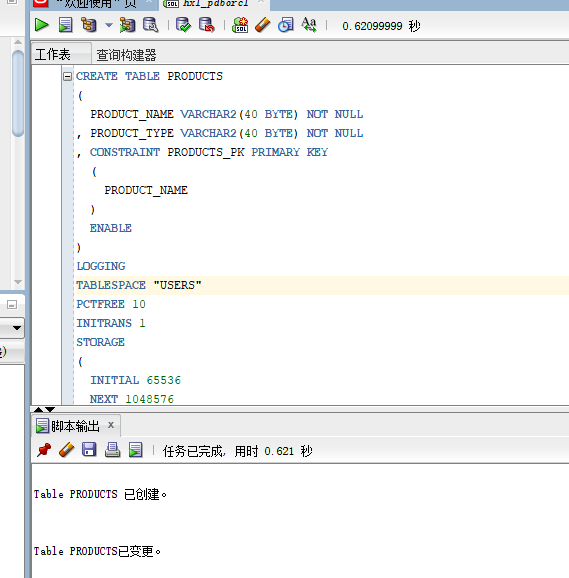 "欢迎使用"页
hxl_pdborcl
0.62099999 秒
工作表 查询构建器
CREATE TABLE PRODUCTS
(
PRODUCT_NAME VARCHAR2(40 BYTE) NOT NULL
, PRODUCT_TYPE VARCHAR2(40 BYTE) NOT NULL
, CONSTRAINT PRODUCTS_PK PRIMARY KEY
(
PRODUCT_NAME
)
ENABLE
)
LOGGING
TABLESPACE "USERS"
PCTFREE 10
INITRANS 1
STORAGE
(
INITIAL 65536
NEXT 1048576
脚本输出 x
任务已完成, 用时 0.621 秒
Table PRODUCTS 已创建。
Table PRODUCTS已变更。